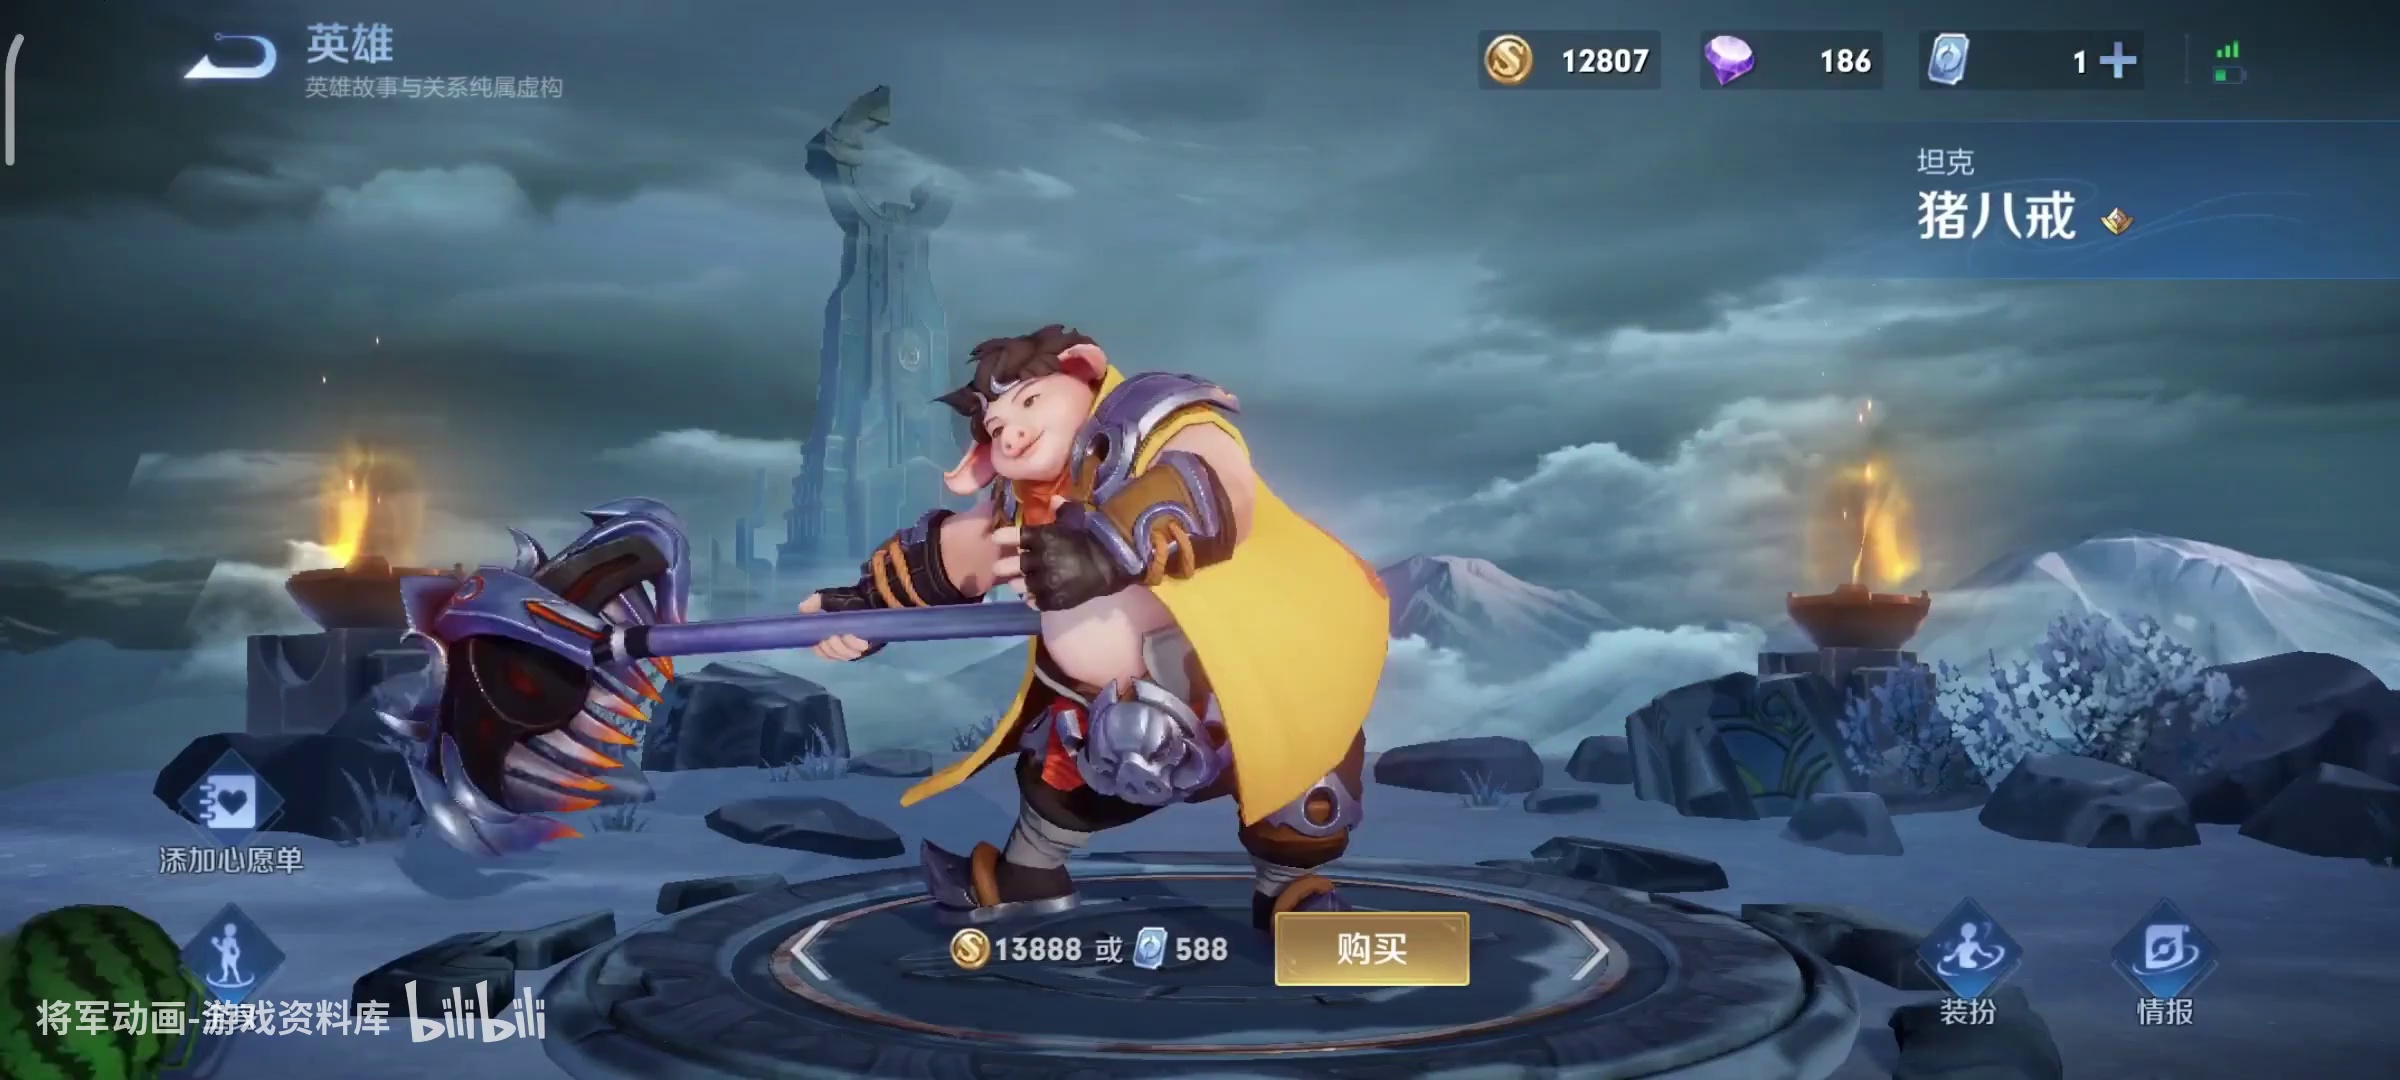 英雄
英雄故事与关系纯属虚构
12807
186
1
坦克
猪八戒
添加心愿单
13888 或 588
购买
装扮
情报
将军动画-游戏资料库 bilibili